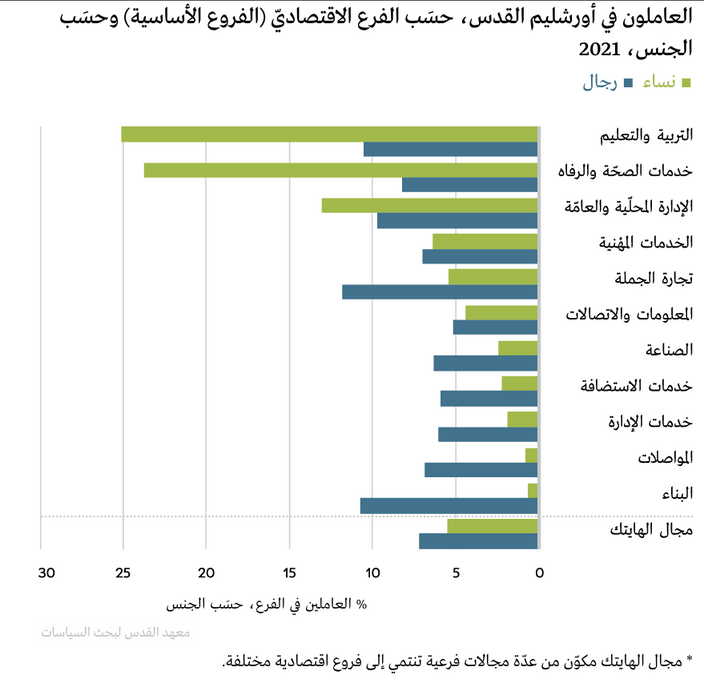 العاملون في أورشليم القدس، حسَب الفرع الاقتصاديّ (الفروع الأساسية) وحسَب
الجنس، 2021
نساء رجال
التربية والتعليم
خدمات الصحّة والرفاه
الإدارة المحلّية والعامّة
الخدمات المِهْنية
تجارة الجملة
المعلومات والاتصالات
الصناعة
خدمات الاستضافة
خدمات الإدارة
المواصلات
البناء
مجال الهايتك
30 25 20 15 10 5 0
% العاملين في الفرع، حسَب الجنس
معهد القدس لبحث السياسات
* مجال الهايتك مكوّن من عدّة مجالات فرعية تنتمي إلى فروع اقتصادية مختلفة.